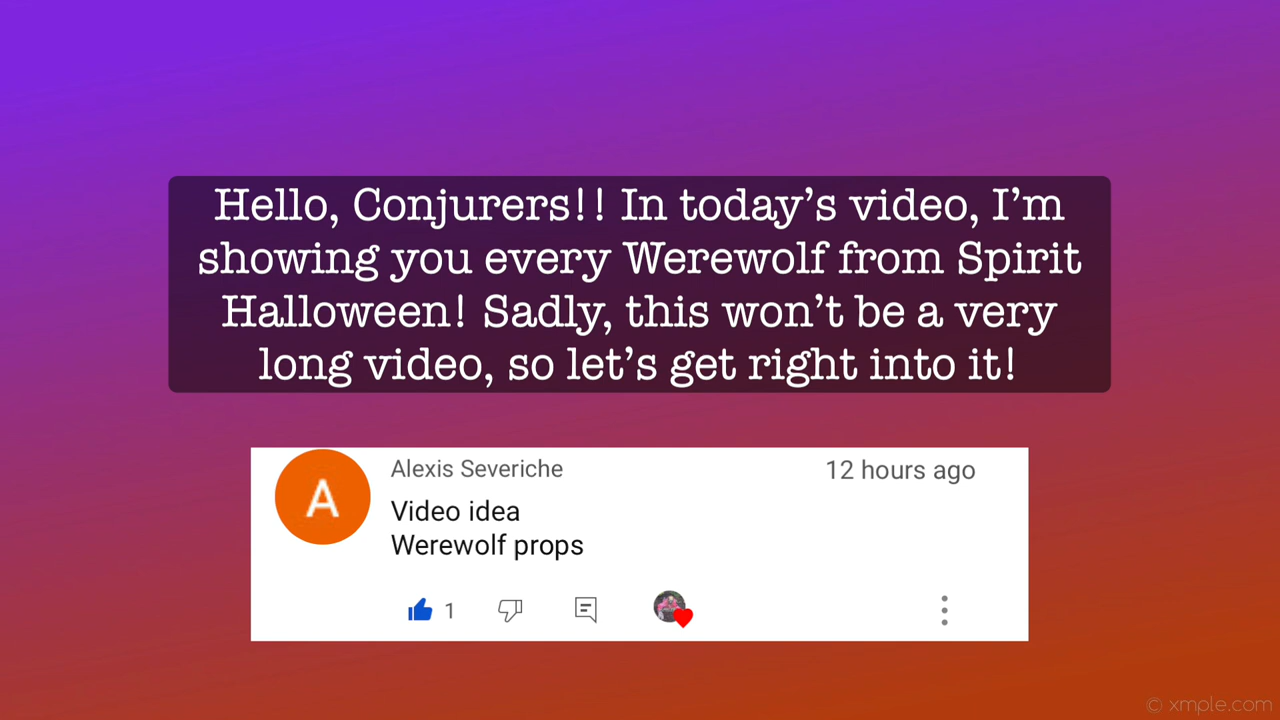 Hello, Conjurers!! In today’s video, I’m
showing you every Werewolf from Spirit
Halloween! Sadly, this won’t be a very
long video, so let’s get right into it!
A
Alexis Severiche
12 hours ago
Video idea
Werewolf props
1
© xmple.com